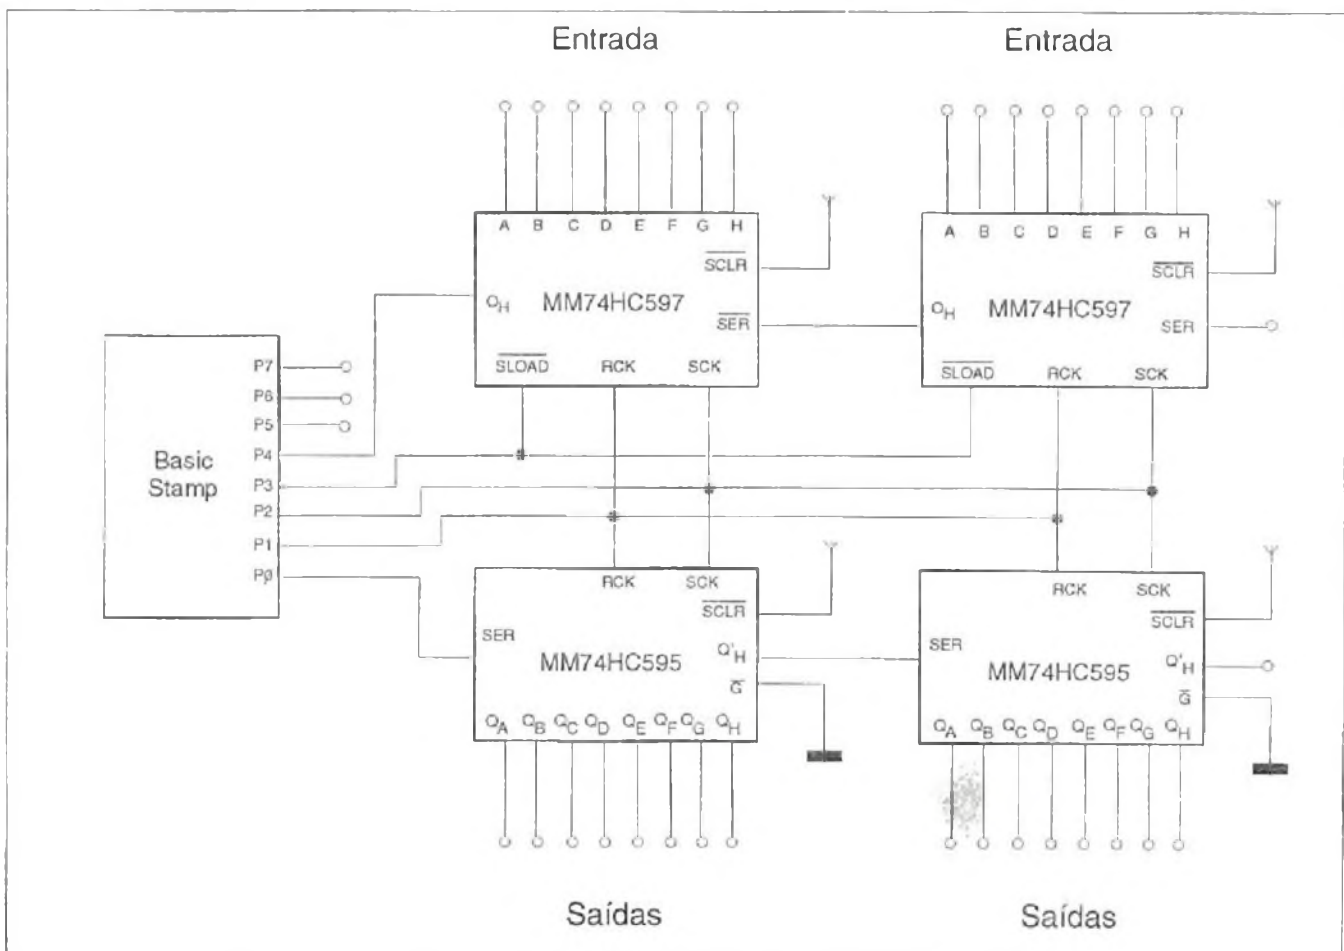 Entrada
Entrada
A B C D E F G H
A B C D E F G H
SCLR
SCLR
QH
MM74HC597
SER
QH
MM74HC597
SER
SLOAD RCK SCK
SLOAD RCK SCK
P7
P6
P5
P4
P3
P2
P1
PØ
Basic
Stamp
RCK SCK
RCK SCK
SCLR
SCLR
SER
MM74HC595
Q'H
SER
MM74HC595
Q'H
G
G
QA QB QC QD QE QF QG QH
QA QB QC QD QE QF QG QH
Saídas
Saídas